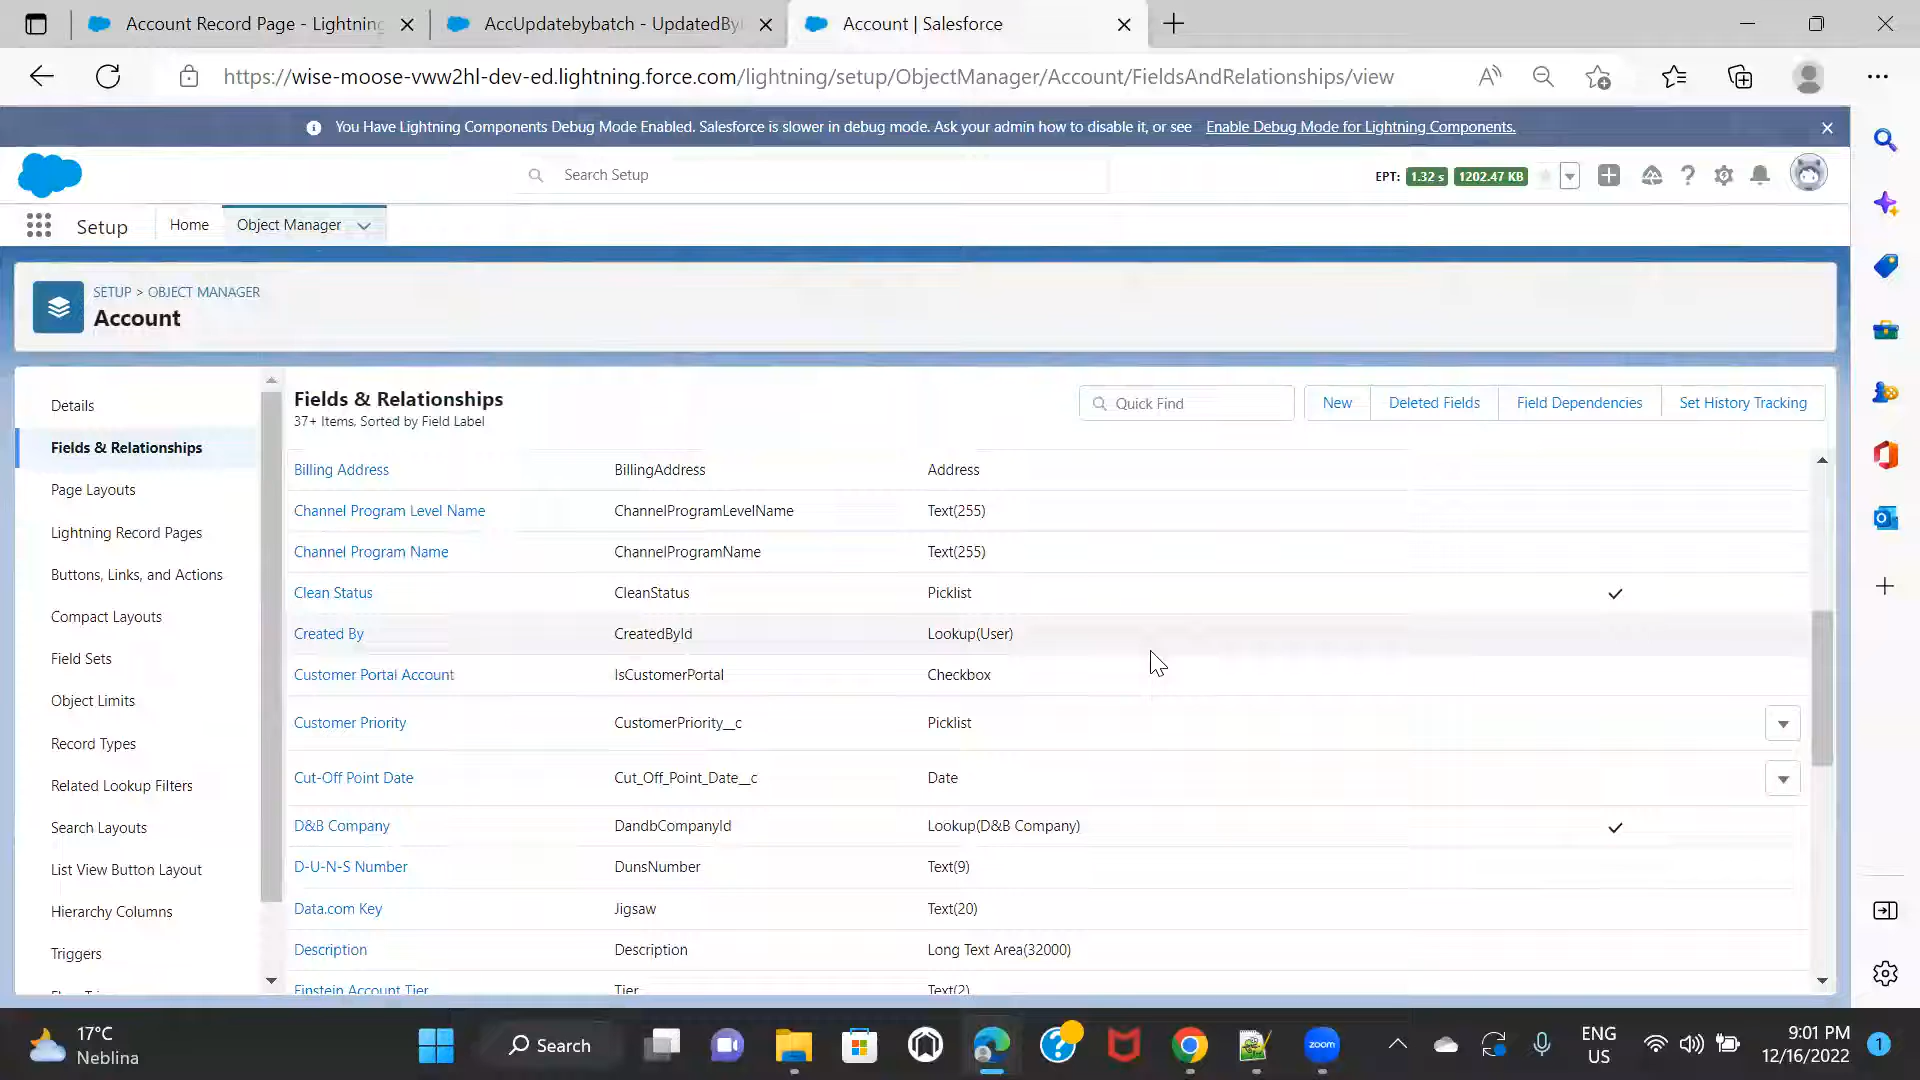 Account Record Page - Lightning
AccUpdatebybatch - UpdatedBy
Account | Salesforce
https://wise-moose-vww2hl-dev-ed.lightning.force.com/lightning/setup/ObjectManager/Account/FieldsAndRelationships/view
You Have Lightning Components Debug Mode Enabled. Salesforce is slower in debug mode. Ask your admin how to disable it, or see Enable Debug Mode for Lightning Components.
Search Setup
EPT: 1.32 s 1202.47 KB
Setup
Home
Object Manager
SETUP > OBJECT MANAGER
Account
Details
Fields & Relationships
Page Layouts
Lightning Record Pages
Buttons, Links, and Actions
Compact Layouts
Field Sets
Object Limits
Record Types
Related Lookup Filters
Search Layouts
List View Button Layout
Hierarchy Columns
Triggers
Fields & Relationships
37+ Items, Sorted by Field Label
Quick Find
New
Deleted Fields
Field Dependencies
Set History Tracking
Billing Address BillingAddress Address
Channel Program Level Name ChannelProgramLevelName Text(255)
Channel Program Name ChannelProgramName Text(255)
Clean Status CleanStatus Picklist
Created By CreatedById Lookup(User)
Customer Portal Account IsCustomerPortal Checkbox
Customer Priority CustomerPriority__c Picklist
Cut-Off Point Date Cut_Off_Point_Date__c Date
D&B Company DandbCompanyId Lookup(D&B Company)
D-U-N-S Number DunsNumber Text(9)
Data.com Key Jigsaw Text(20)
Description Description Long Text Area(32000)
Einstein Account Tier Tier Text(2)
17°C
Neblina
Search
zoom
ENG
US
9:01 PM
12/16/2022
1